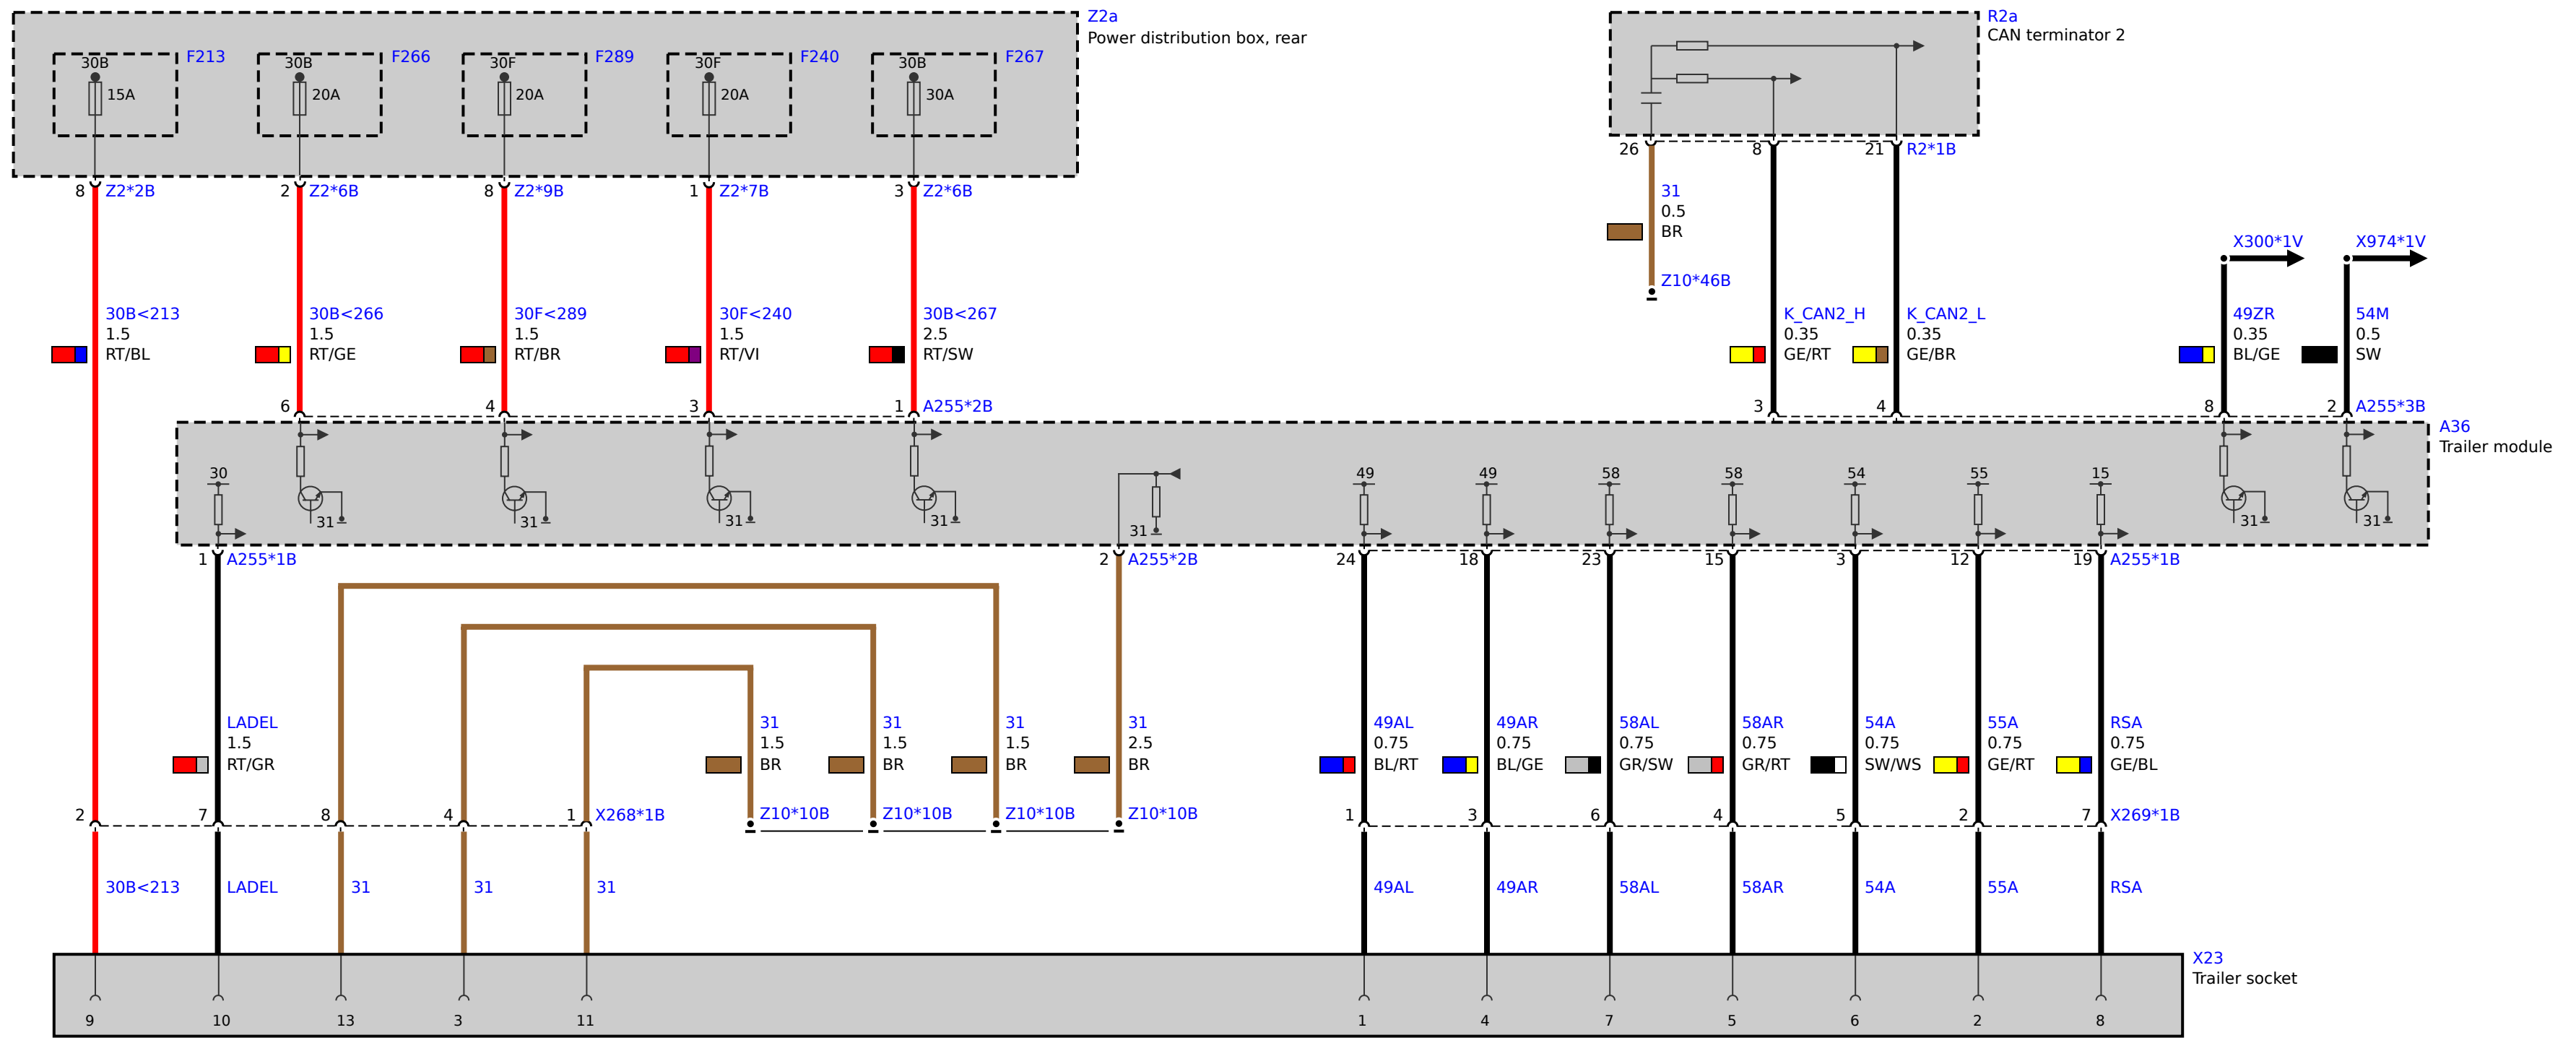 Z2a
Power distribution box, rear
R2a
CAN terminator 2
F213
F266
F289
F240
F267
30B
30B
30F
30F
30B
15A
20A
20A
20A
30A
26
8
21
R2*1B
8
Z2*2B
2
Z2*6B
8
Z2*9B
1
Z2*7B
3
Z2*6B
31
0.5
BR
Z10*46B
X300*1V
X974*1V
30B<213
1.5
RT/BL
30B<266
1.5
RT/GE
30F<289
1.5
RT/BR
30F<240
1.5
RT/VI
30B<267
2.5
RT/SW
K_CAN2_H
0.35
GE/RT
K_CAN2_L
0.35
GE/BR
49ZR
0.35
BL/GE
54M
0.5
SW
6
4
3
1
A255*2B
3
4
8
2
A255*3B
A36
Trailer module
30
31
31
31
31
31
49
49
58
58
54
55
15
31
31
1
A255*1B
2
A255*2B
24
18
23
15
3
12
19
A255*1B
LADEL
1.5
RT/GR
31
1.5
BR
31
1.5
BR
31
1.5
BR
31
2.5
BR
49AL
0.75
BL/RT
49AR
0.75
BL/GE
58AL
0.75
GR/SW
58AR
0.75
GR/RT
54A
0.75
SW/WS
55A
0.75
GE/RT
RSA
0.75
GE/BL
2
7
8
4
1
X268*1B
Z10*10B
Z10*10B
Z10*10B
Z10*10B
1
3
6
4
5
2
7
X269*1B
30B<213
LADEL
31
31
31
49AL
49AR
58AL
58AR
54A
55A
RSA
X23
Trailer socket
9
10
13
3
11
1
4
7
5
6
2
8